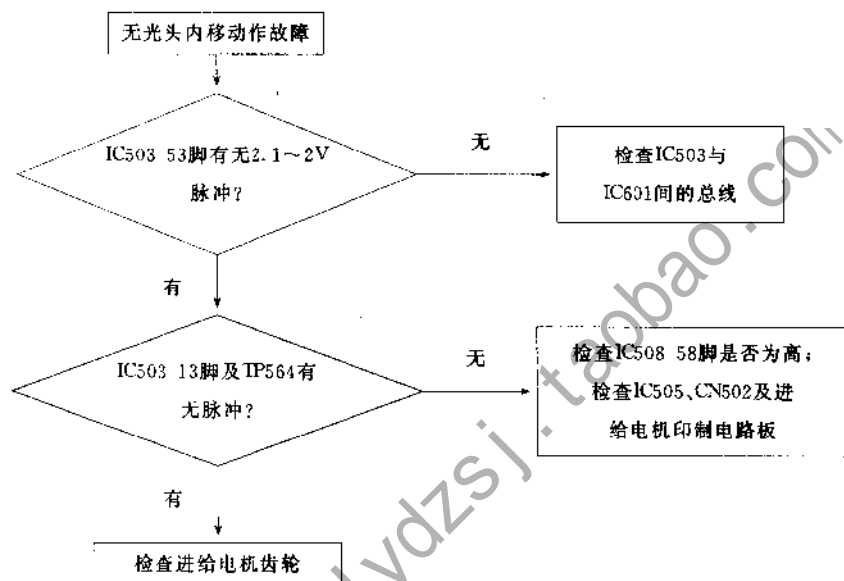 无光头内移动作故障
IC503 53脚有无2.1~2V
脉冲?
无
检查IC503与
IC601间的总线
有
IC503 13脚及TP564有
无脉冲?
无
检查IC508 58脚是否为高;
检查IC505、CN502及进
给电机印制电路板
有
检查进给电机齿轮
lydzsj.taobao.com